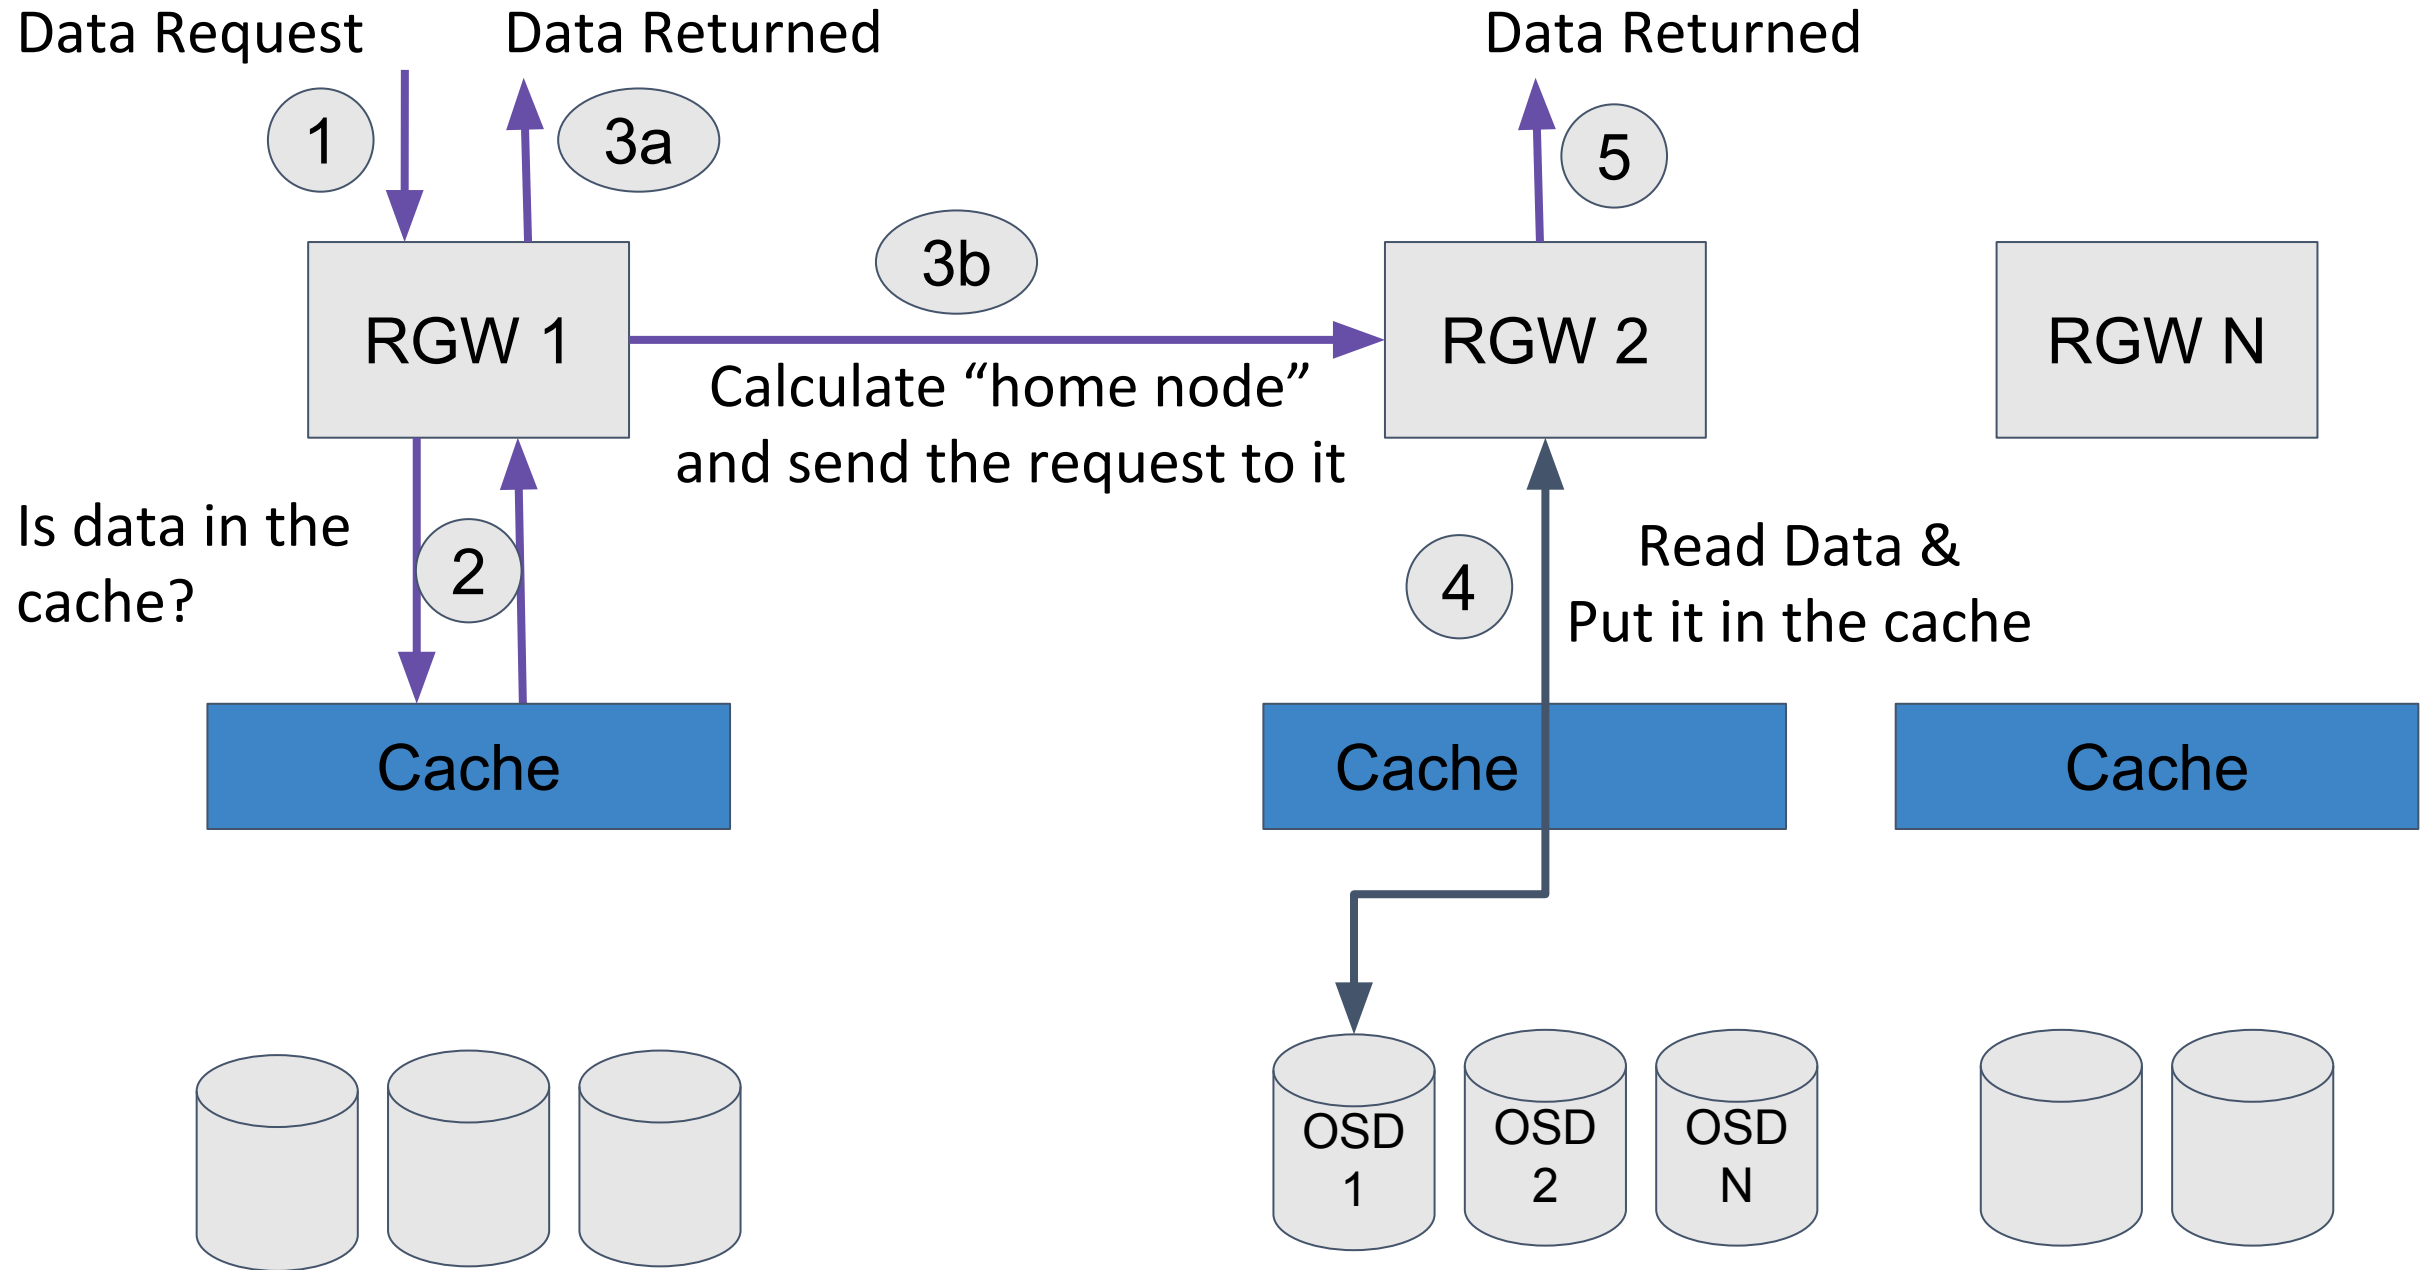 Data Request
Data Returned
Data Returned
1
3a
5
3b
RGW 1
RGW 2
RGW N
Calculate “home node”
and send the request to it
Is data in the
cache?
2
4
Read Data &
Put it in the cache
Cache
Cache
Cache
OSD
1
OSD
2
OSD
N